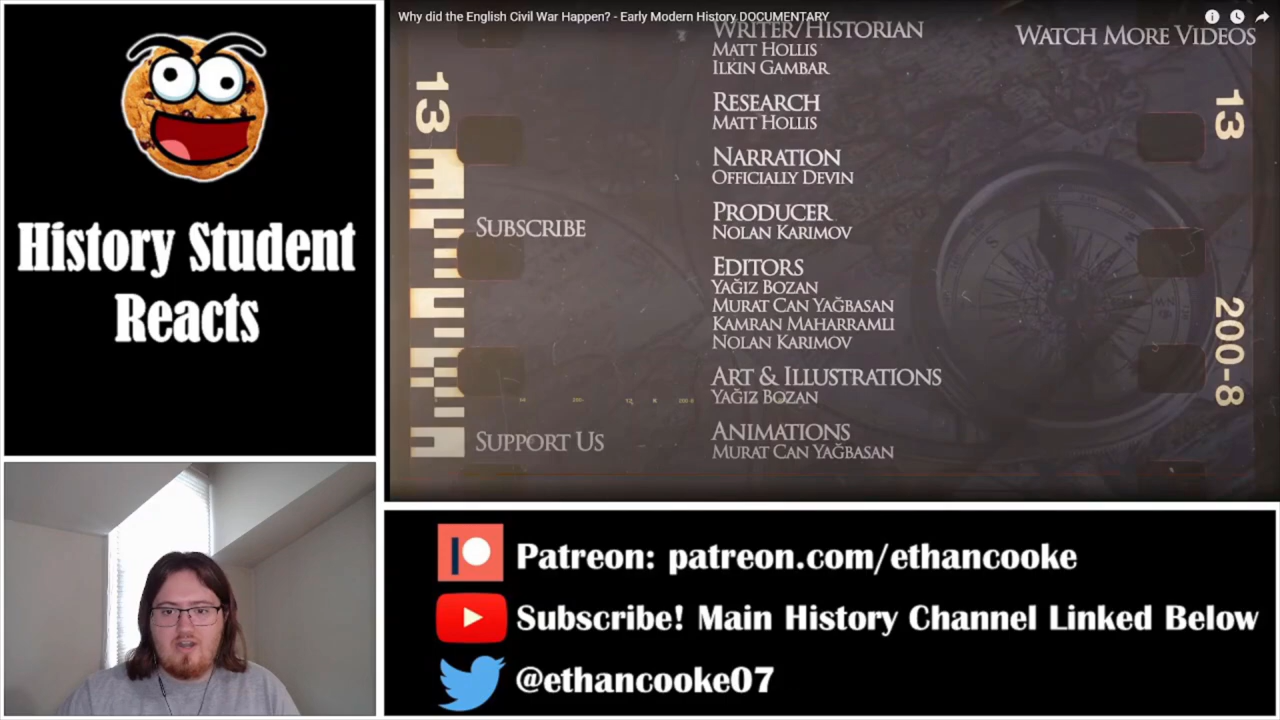 History Student
Reacts
Why did the English Civil War Happen? - Early Modern History DOCUMENTARY
WATCH MORE VIDEOS
13
13
200-8
SUBSCRIBE
SUPPORT US
WRITER/HISTORIAN
MATT HOLLIS
ILKIN GAMBAR
RESEARCH
MATT HOLLIS
NARRATION
OFFICIALLY DEVIN
PRODUCER
NOLAN KARIMOV
EDITORS
YAĞIZ BOZAN
MURAT CAN YAĞBASAN
KAMRAN MAHARRAMLI
NOLAN KARIMOV
ART & ILLUSTRATIONS
YAĞIZ BOZAN
ANIMATIONS
MURAT CAN YAĞBASAN
Patreon: patreon.com/ethancooke
Subscribe! Main History Channel Linked Below
@ethancooke07